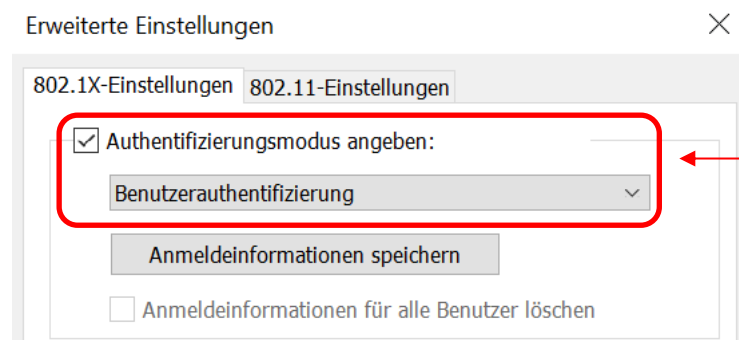 Erweiterte Einstellungen
802.1X-Einstellungen 802.11-Einstellungen
Authentifizierungsmodus angeben:
Benutzerauthentifizierung
Anmeldeinformationen speichern
Anmeldeinformationen für alle Benutzer löschen